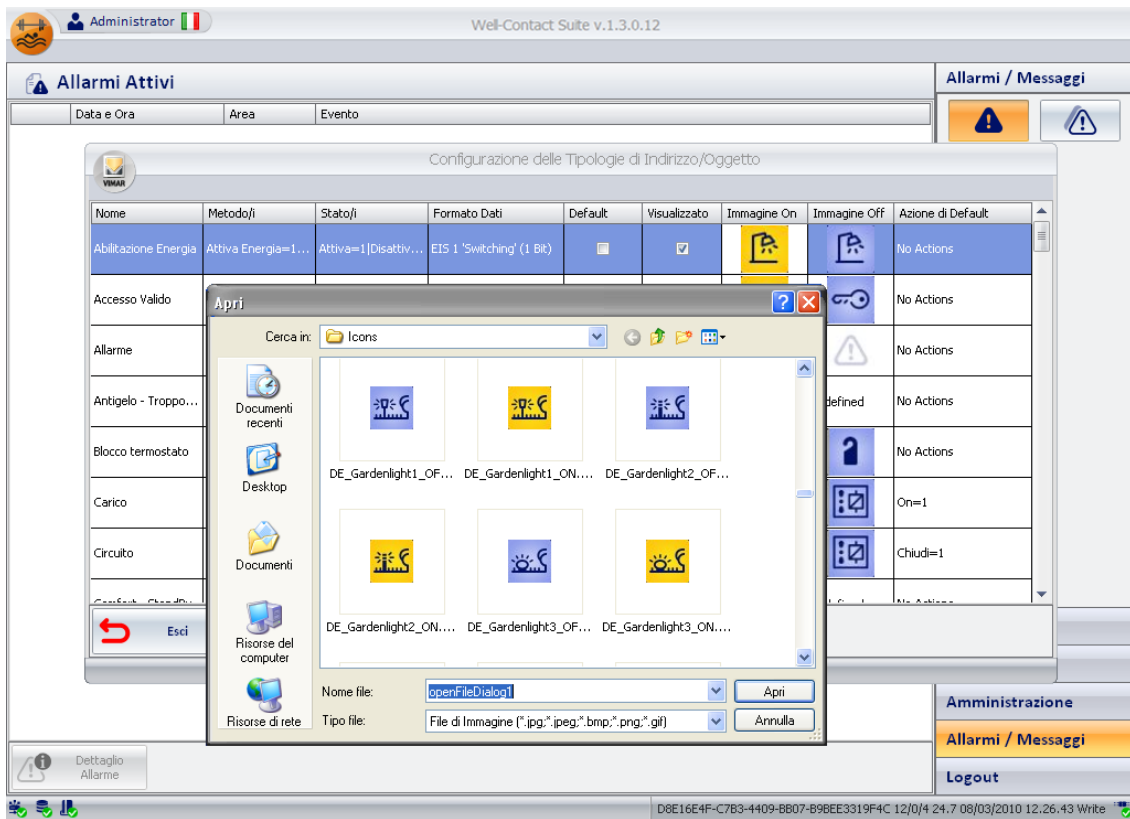 Administrator
Well-Contact Suite v.1.3.0.12
Allarmi Attivi
Allarmi / Messaggi
Data e Ora Area Evento
Configurazione delle Tipologie di Indirizzo/Oggetto
VIMAR
Nome Metodo/i Stato/i Formato Dati Default Visualizzato Immagine On Immagine Off Azione di Default
Abilitazione Energia Attiva Energia=1... Attiva=1|Disattiv... EIS 1 'Switching' (1 Bit) No Actions
Accesso Valido No Actions
Allarme No Actions
Antigelo - Troppo... defined No Actions
Blocco termostato No Actions
Carico On=1
Circuito Chiudi=1
Esci
Apri
Cerca in: Icons
Documenti recenti
Desktop
Documenti
Risorse del computer
Risorse di rete
DE_Gardenlight1_OF... DE_Gardenlight1_ON.... DE_Gardenlight2_OF...
DE_Gardenlight2_ON.... DE_Gardenlight3_OF... DE_Gardenlight3_ON....
Nome file: openFileDialog1 Apri
Tipo file: File di Immagine (*.jpg;*.jpeg;*.bmp;*.png;*.gif) Annulla
Amministrazione
Allarmi / Messaggi
Logout
Dettaglio
Allarme
D8E16E4F-C7B3-4409-BB07-B9BEE3319F4C 12/0/4 24.7 08/03/2010 12.26.43 Write